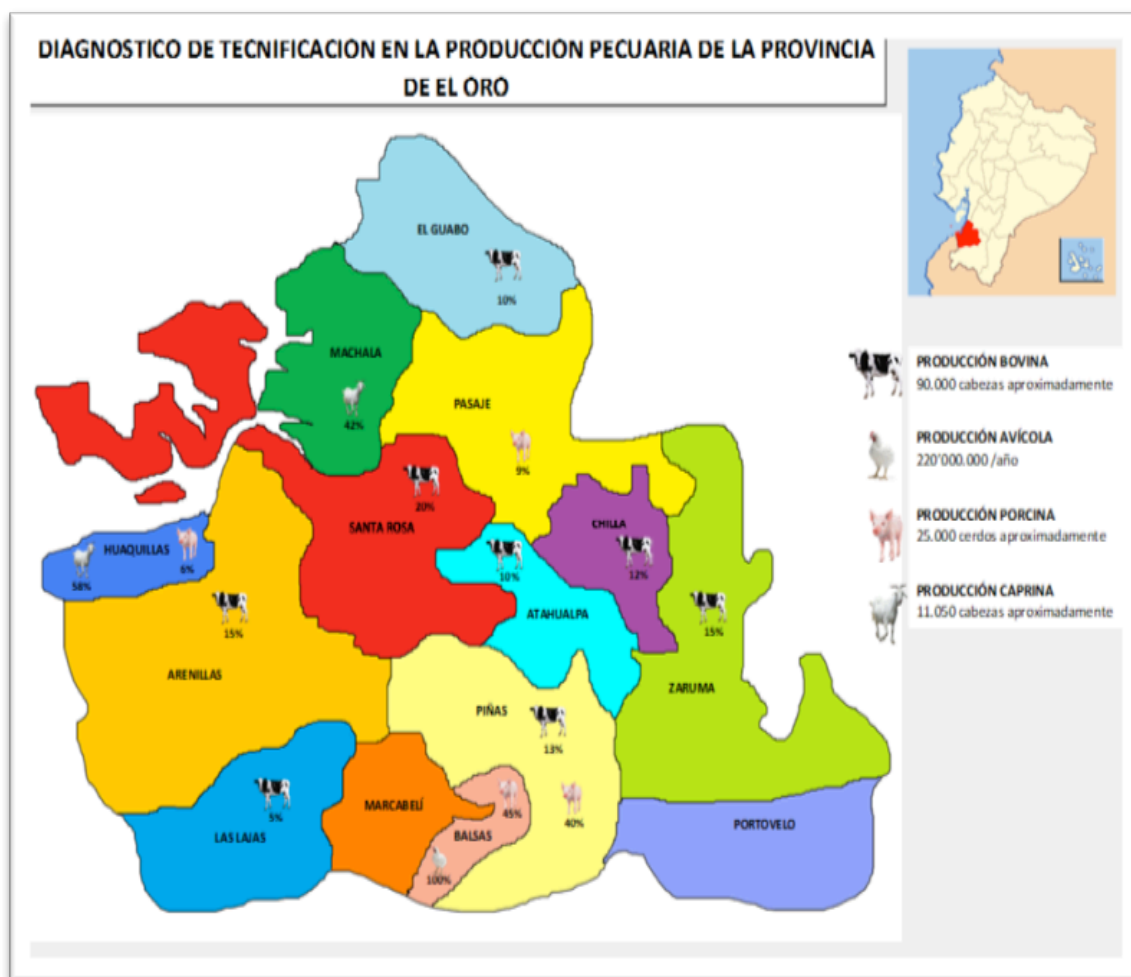 DIAGNOSTICO DE TECNIFICACIÓN EN LA PRODUCCIÓN PECUARIA DE LA PROVINCIA
DE EL ORO
EL GUABO
10%
MACHALA
42%
PASAJE
9%
SANTA ROSA
20%
CHILLA
12%
HUAQUILLAS
58%
6%
ATAHUALPA
10%
ARENILLAS
15%
ZARUMA
15%
PIÑAS
13%
40%
LAS LAJAS
5%
MARCABELÍ
BALSAS
45%
100%
PORTOVELO
PRODUCCIÓN BOVINA
90.000 cabezas aproximadamente
PRODUCCIÓN AVÍCOLA
220'000.000 /año
PRODUCCIÓN PORCINA
25.000 cerdos aproximadamente
PRODUCCIÓN CAPRINA
11.050 cabezas aproximadamente